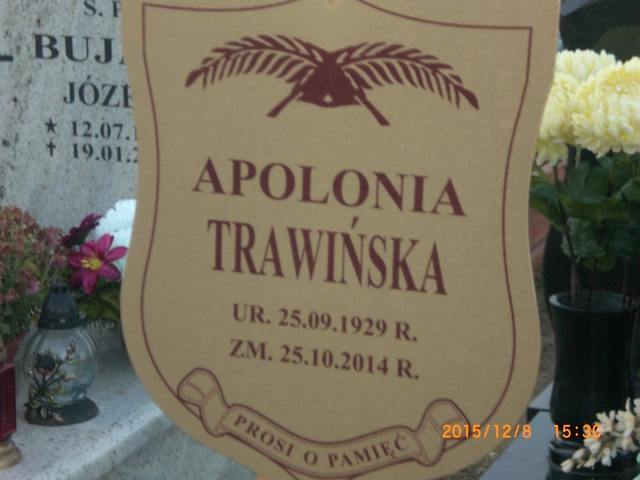 APOLONIA
TRAWIŃSKA
UR. 25.09.1929 R.
ZM. 25.10.2014 R.
PROSI O PAMIĘĆ
2015/12/8 15:30